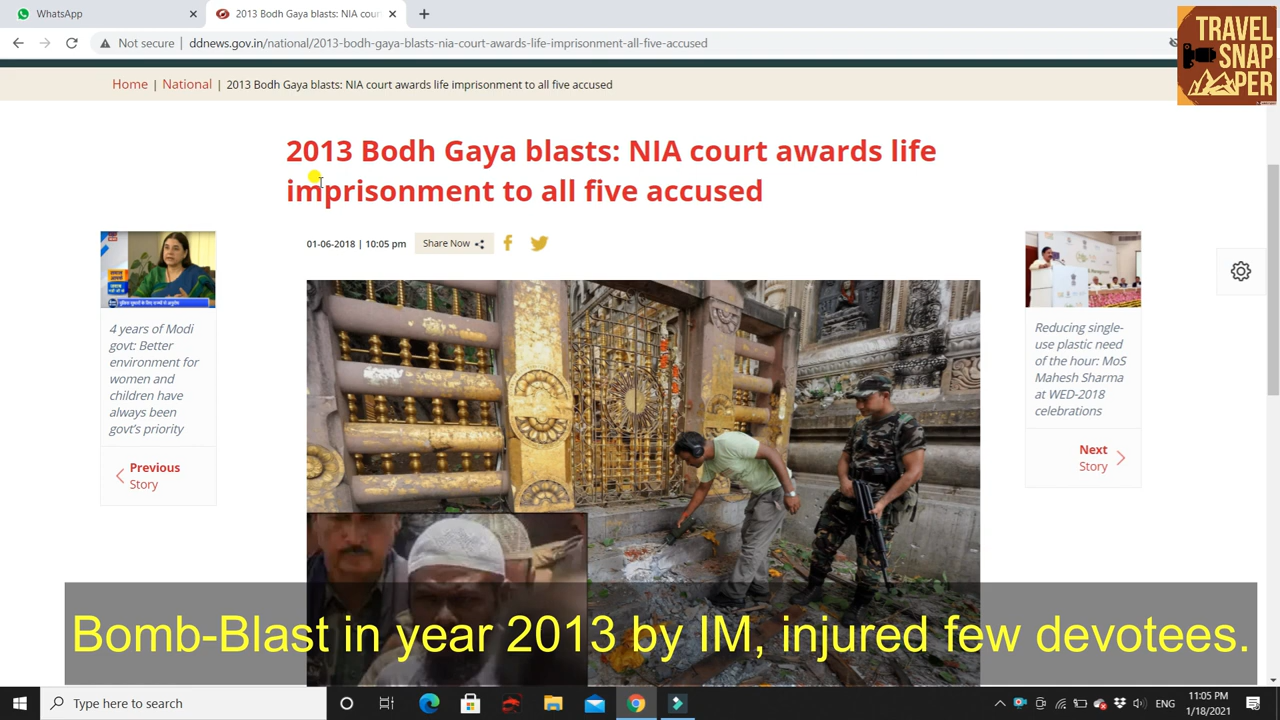 WhatsApp
2013 Bodh Gaya blasts: NIA cour
TRAVEL
SNAP
PER
Not secure | ddnews.gov.in/national/2013-bodh-gaya-blasts-nia-court-awards-life-imprisonment-all-five-accused
Home | National | 2013 Bodh Gaya blasts: NIA court awards life imprisonment to all five accused
2013 Bodh Gaya blasts: NIA court awards life
imprisonment to all five accused
01-06-2018 | 10:05 pm
Share Now
4 years of Modi
govt: Better
environment for
women and
children have
always been
govt's priority
Previous
Story
Reducing single-
use plastic need
of the hour: MoS
Mahesh Sharma
at WED-2018
celebrations
Next
Story
Bomb-Blast in year 2013 by IM, injured few devotees.
Type here to search
ENG
11:05 PM
1/18/2021